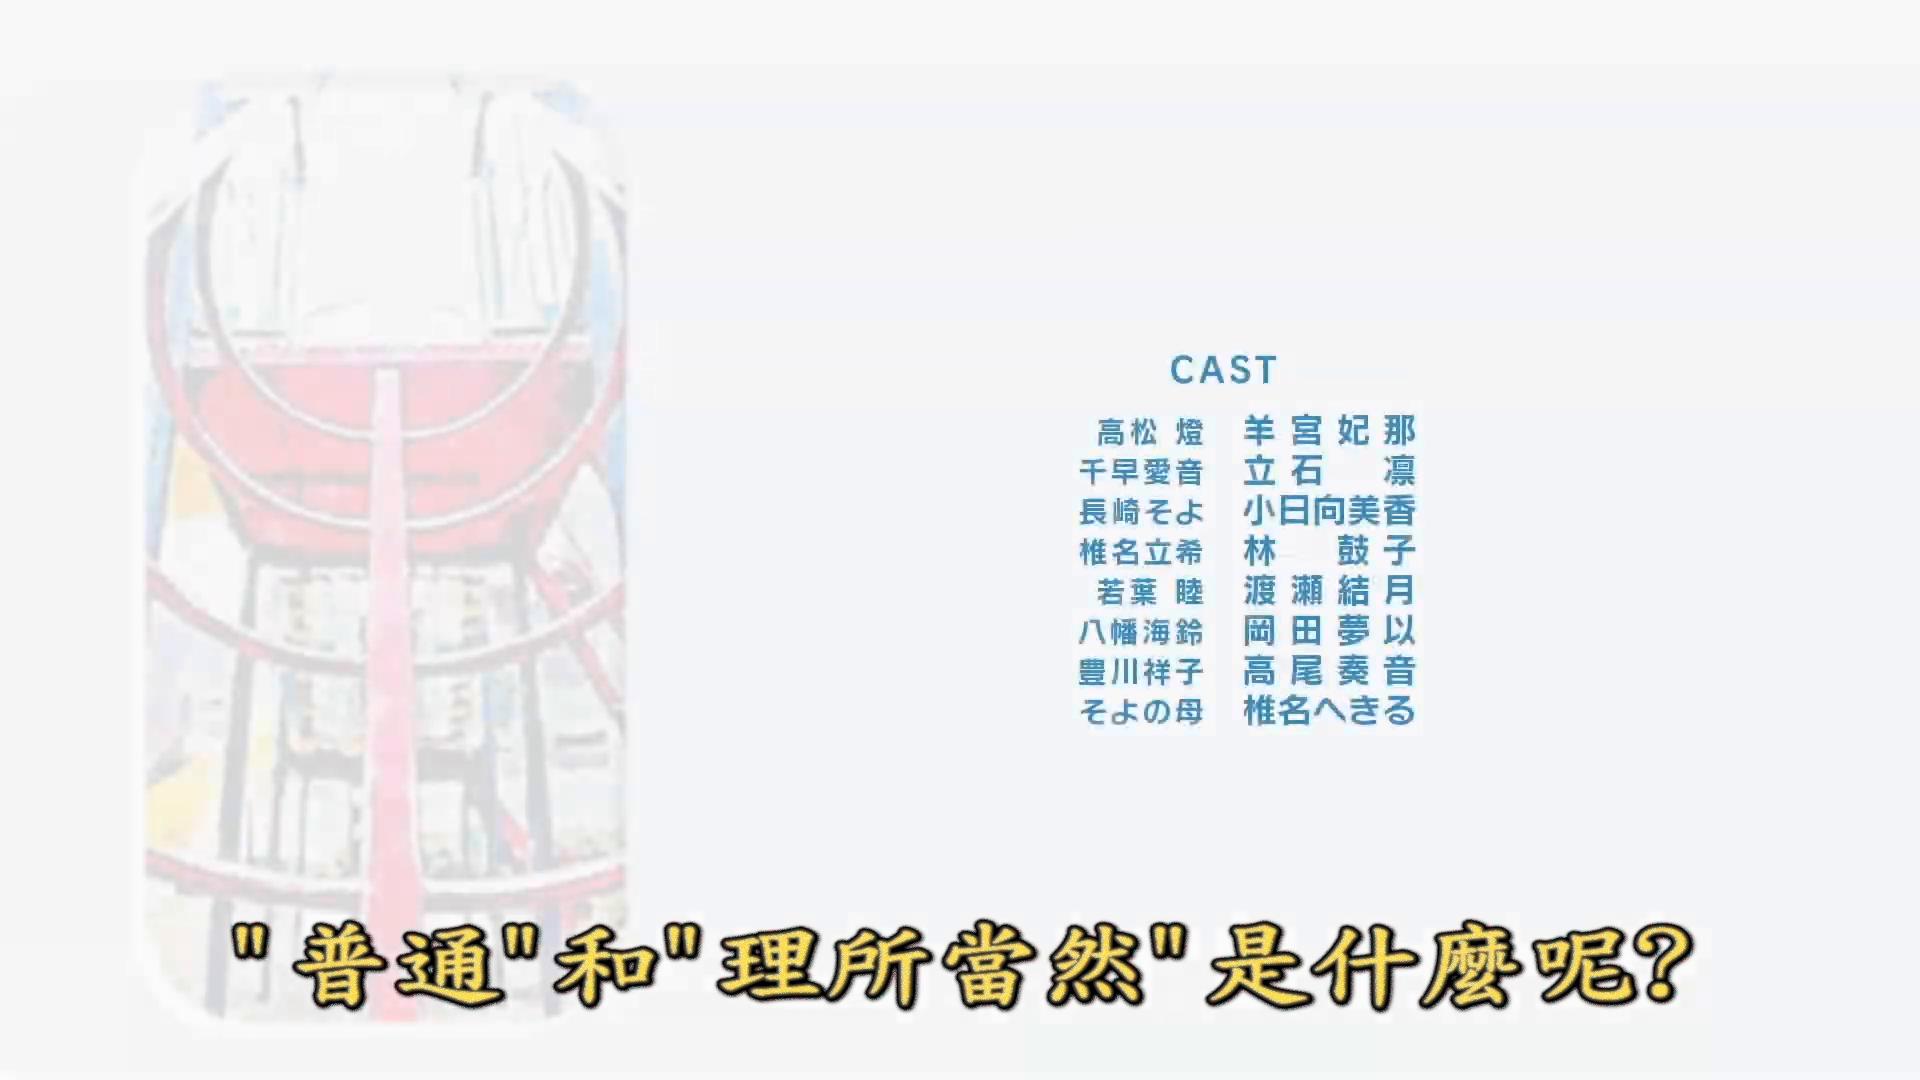 CAST
高松 燈 羊宮妃那
千早愛音 立石 凛
長崎そよ 小日向美香
椎名立希 林 鼓子
若葉 睦 渡瀬結月
八幡海鈴 岡田夢以
豊川祥子 高尾奏音
そよの母 椎名へきる
"普通"和"理所當然"是什麼呢?